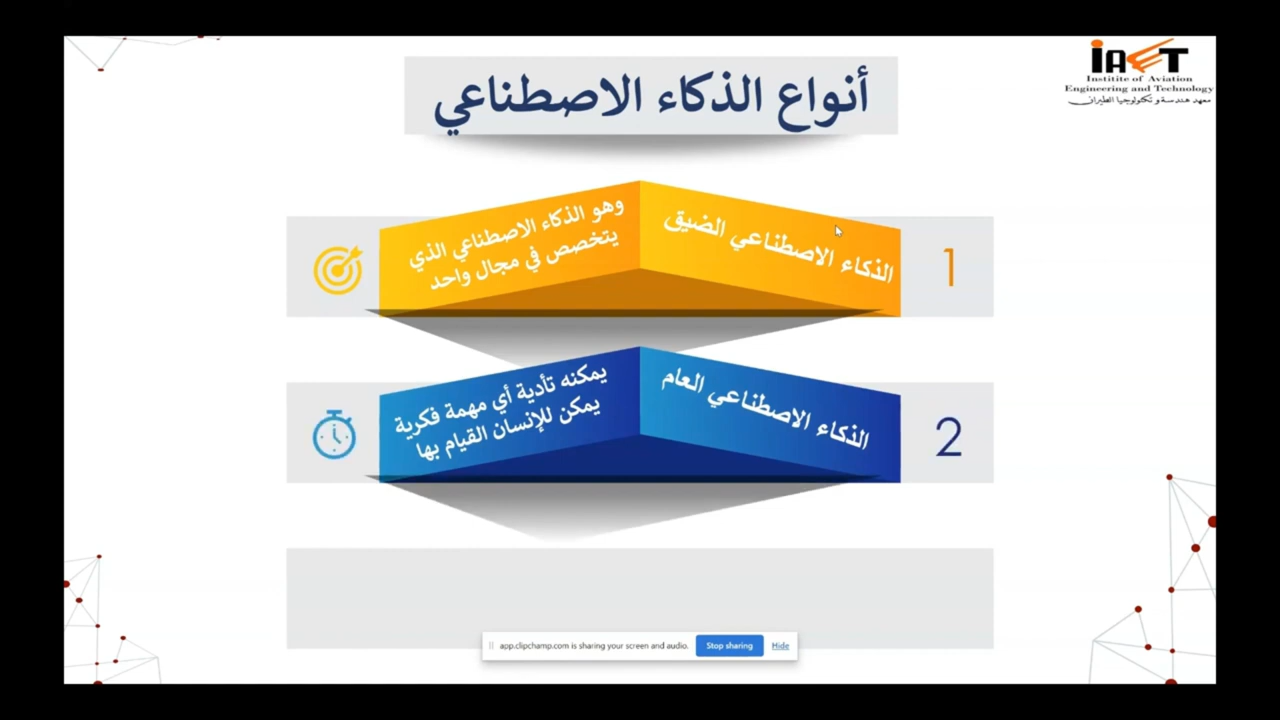 أنواع الذكاء الاصطناعي
IAET
Institite of Aviation
Engineering and Technology
معهد هندسة و تكنولوجيا الطيران
1
الذكاء الاصطناعي الضيق
وهو الذكاء الاصطناعي الذي
يتخصص في مجال واحد
2
الذكاء الاصطناعي العام
يمكنه تأدية أي مهمة فكرية
يمكن للإنسان القيام بها
app.clipchamp.com is sharing your screen and audio.
Stop sharing
Hide